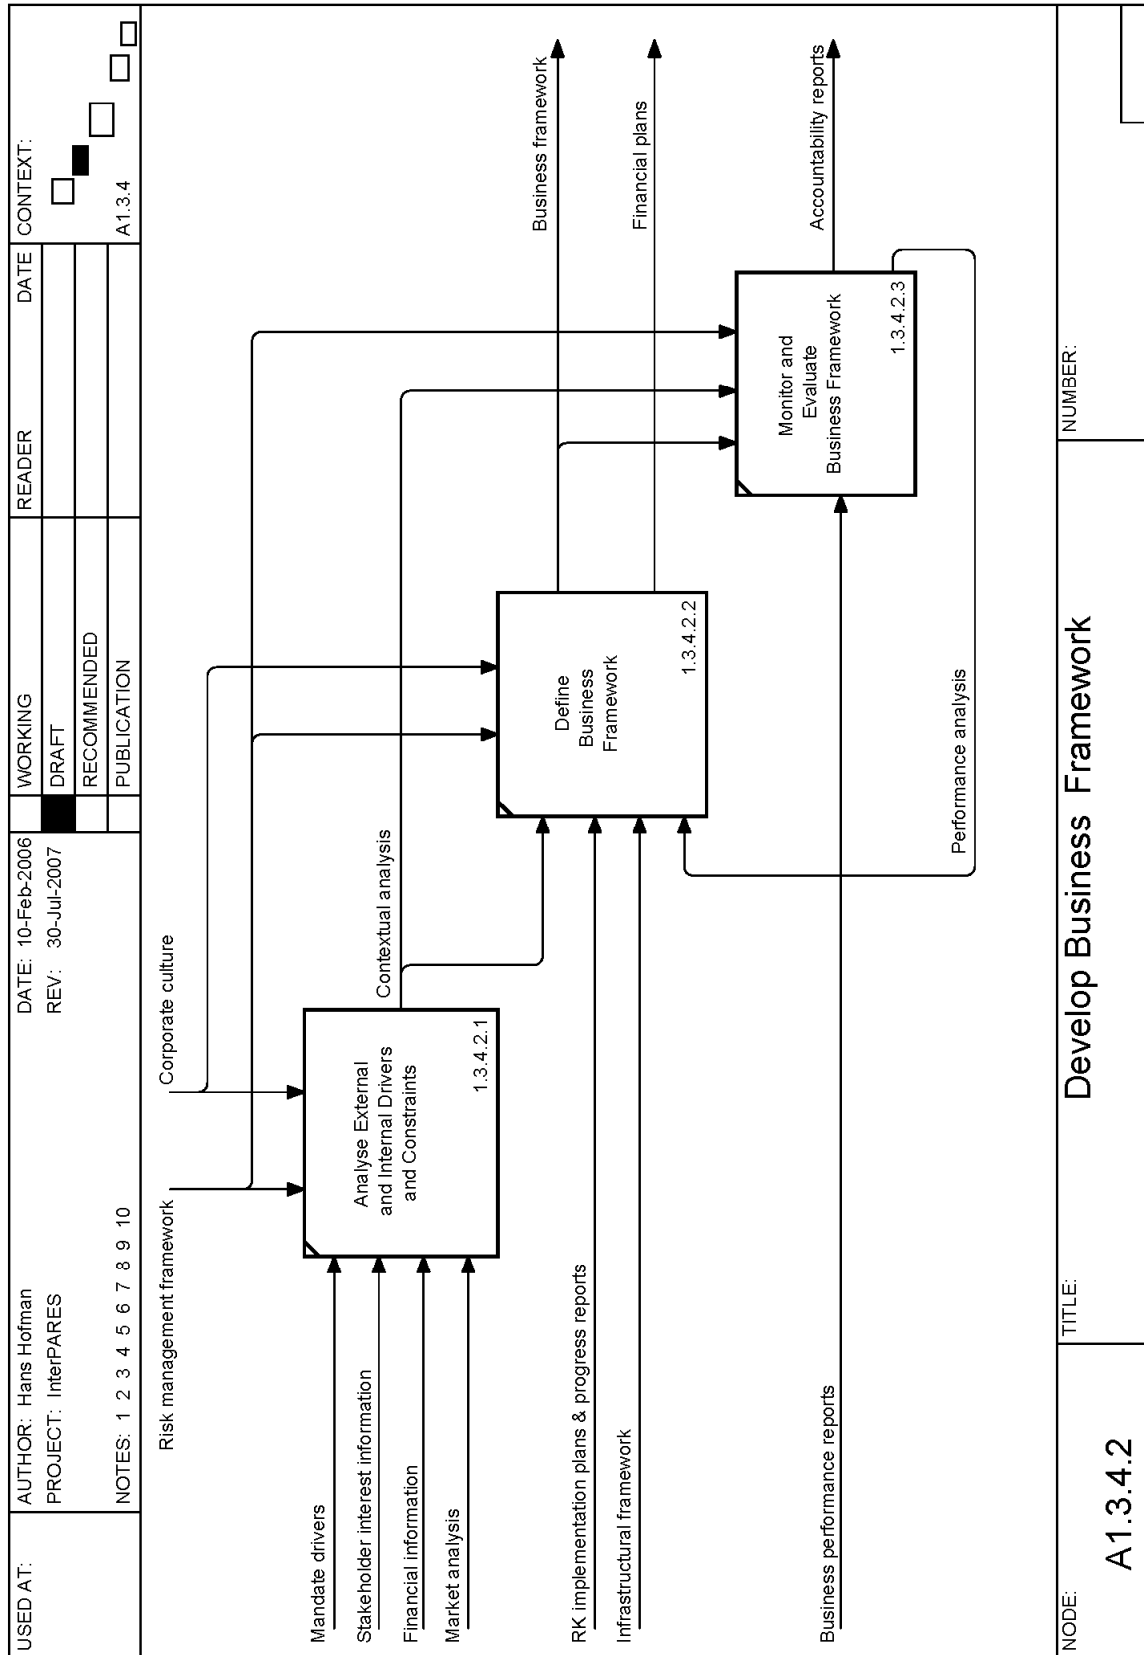 USED AT:
AUTHOR: Hans Hofman
PROJECT: InterPARES
NOTES: 1 2 3 4 5 6 7 8 9 10
DATE: 10-Feb-2006
REV: 30-Jul-2007
WORKING
DRAFT
RECOMMENDED
PUBLICATION
READER
DATE
CONTEXT:
A1.3.4
Risk management framework
Corporate culture
Mandate drivers
Stakeholder interest information
Financial information
Market analysis
Analyse External
and Internal Drivers
and Constraints
1.3.4.2.1
Contextual analysis
RK implementation plans & progress reports
Infrastructural framework
Define
Business
Framework
1.3.4.2.2
Business framework
Financial plans
Business performance reports
Monitor and
Evaluate
Business Framework
1.3.4.2.3
Accountability reports
Performance analysis
NODE:
A1.3.4.2
TITLE:
Develop Business Framework
NUMBER: